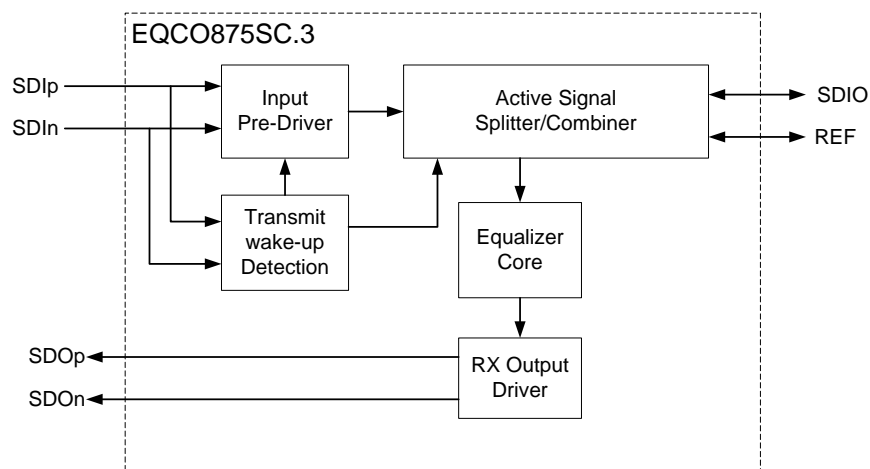 EQCO875SC.3
SDIp
SDIn
Input
Pre-Driver
Active Signal
Splitter/Combiner
SDIO
REF
Transmit
wake-up
Detection
Equalizer
Core
SDOp
SDOn
RX Output
Driver